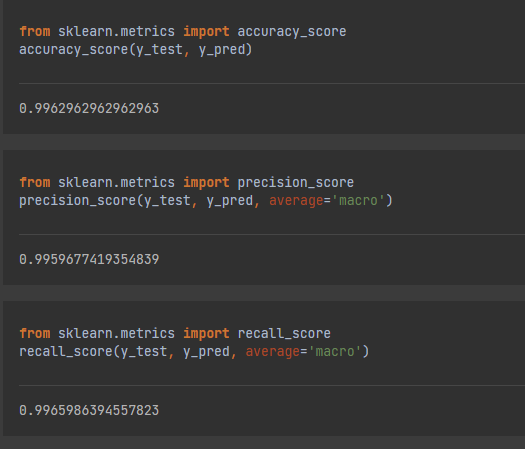 from sklearn.metrics import accuracy_score
accuracy_score(y_test, y_pred)
0.9962962962962963
from sklearn.metrics import precision_score
precision_score(y_test, y_pred, average='macro')
0.9959677419354839
from sklearn.metrics import recall_score
recall_score(y_test, y_pred, average='macro')
0.9965986394557823